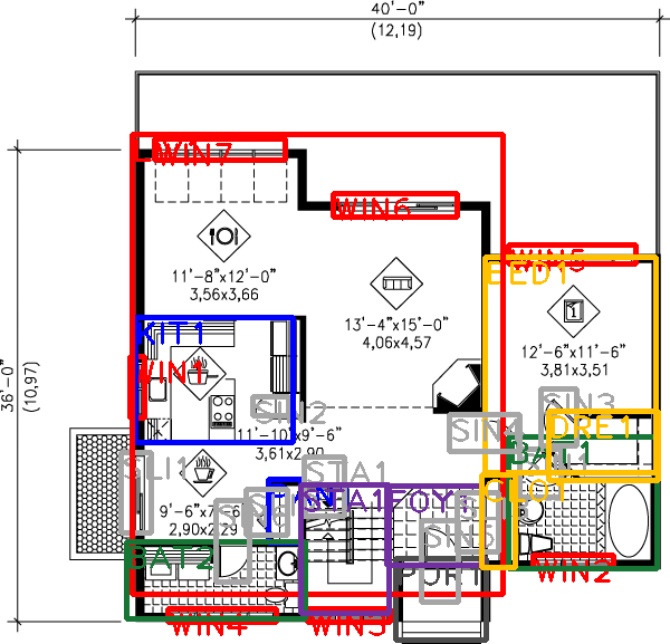 40'-0"
(12,19)
WIN7
WIN6
WIN5
BED1
11'-8"x12'-0"
3,56x3,66
13'-4"x15'-0"
4,06x4,57
1
12'-6"x11'-6"
3,81x3,51
36'-0"
(10,97)
KIT1
WIN1
SIN2
SIN3
SIN4
DRE1
11'-10"x9'-6"
3,61x2,90
BAT1
SLI1
STA1
CLO1
STA1
FOY1
9'-6"x7'-6"
2,90x2,29
BAT2
POR1
WIN2
WIN4
WIN3